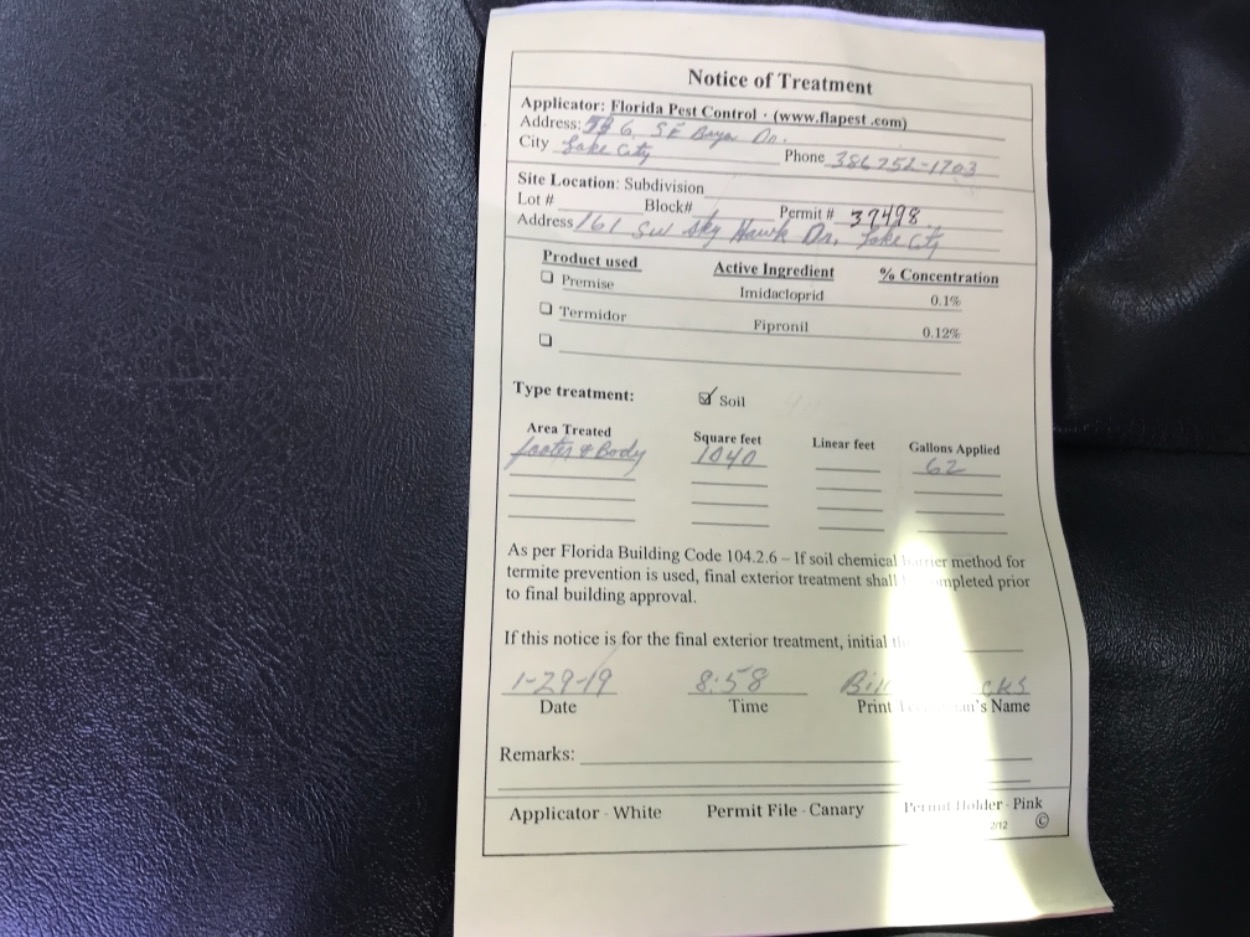 Notice of Treatment
Applicator: Florida Pest Control · (www.flapest .com)
Address: SE Baya Dr.
City Lake City Phone 386 752-1703
Site Location: Subdivision
Lot # Block# Permit # 37498
Address 161 SW Sky Hawk Dr, Lake City
Product used Active Ingredient % Concentration
Premise Imidacloprid 0.1%
Termidor Fipronil 0.12%
Type treatment: Soil
Area Treated Square feet Linear feet Gallons Applied
footer & Body 1040 62
As per Florida Building Code 104.2.6 – If soil chemical barrier method for
termite prevention is used, final exterior treatment shall completed prior
to final building approval.
If this notice is for the final exterior treatment, initial
1-29-19 8:58
Date Time Print Name
Remarks:
Applicator - White Permit File - Canary Permit Holder - Pink
2/12 ©